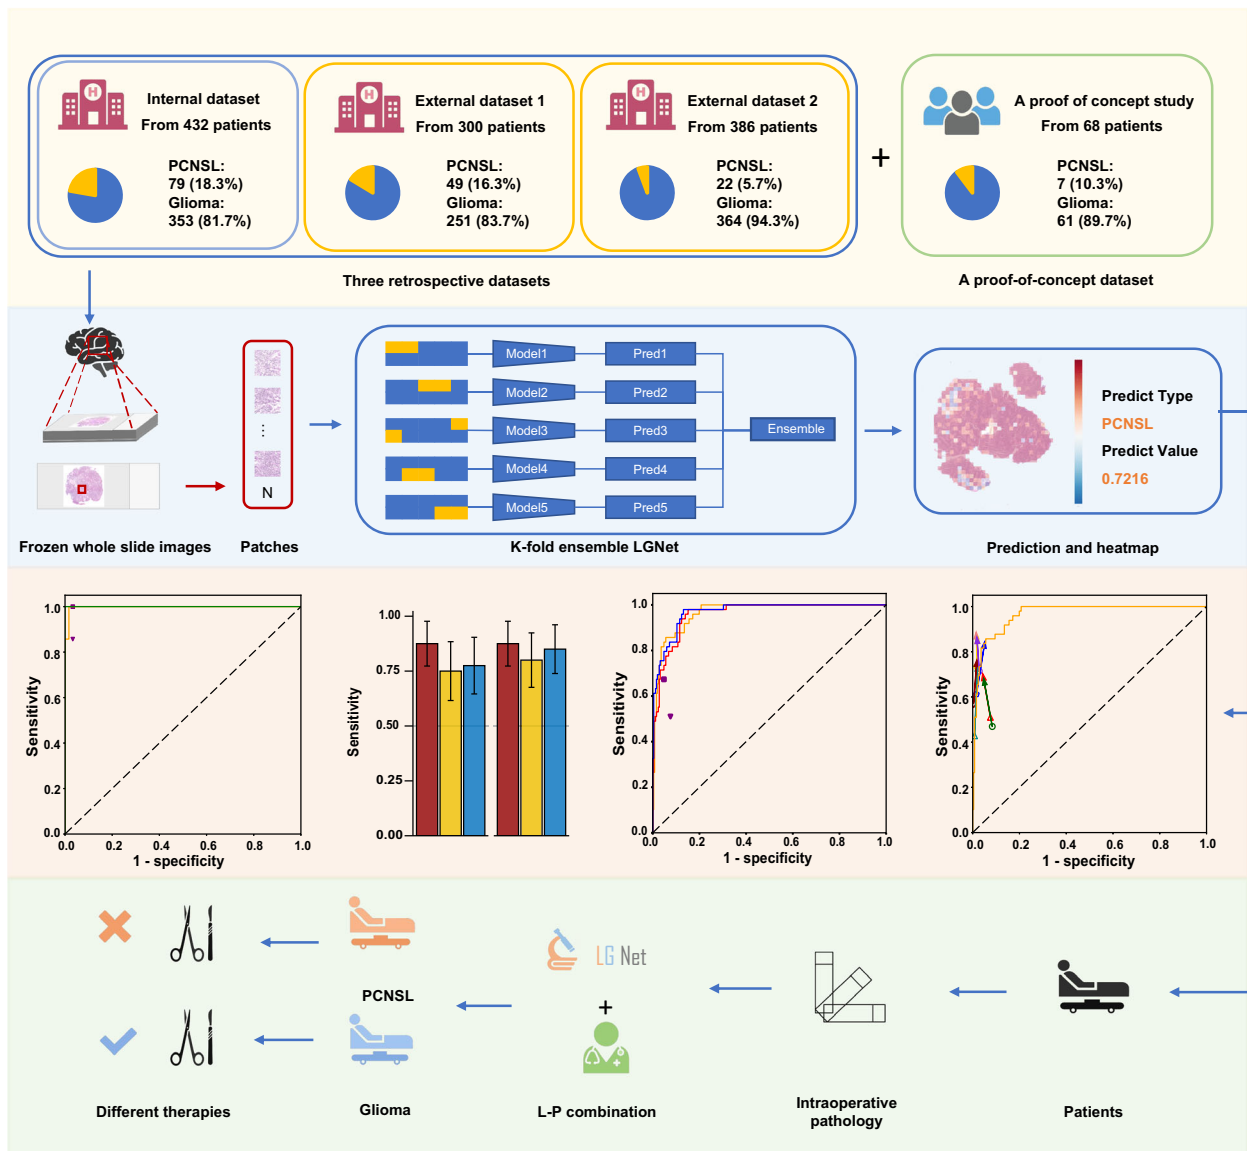 H
Internal dataset
From 432 patients
PCNSL:
79 (18.3%)
Glioma:
353 (81.7%)
H
External dataset 1
From 300 patients
PCNSL:
49 (16.3%)
Glioma:
251 (83.7%)
H
External dataset 2
From 386 patients
PCNSL:
22 (5.7%)
Glioma:
364 (94.3%)
+
A proof of concept study
From 68 patients
PCNSL:
7 (10.3%)
Glioma:
61 (89.7%)
Three retrospective datasets
A proof-of-concept dataset
Frozen whole slide images
...
N
Patches
Model1
Pred1
Model2
Pred2
Model3
Pred3
Model4
Pred4
Model5
Pred5
Ensemble
K-fold ensemble LGNet
Predict Type
PCNSL
Predict Value
0.7216
Prediction and heatmap
Sensitivity
1.0
0.8
0.6
0.4
0.2
0.0
0.0 0.2 0.4 0.6 0.8 1.0
1 - specificity
Sensitivity
1.00
0.75
0.50
0.25
0.00
Sensitivity
1.0
0.8
0.6
0.4
0.2
0.0
0.0 0.2 0.4 0.6 0.8 1.0
1 - specificity
Sensitivity
1.0
0.8
0.6
0.4
0.2
0.0
0.0 0.2 0.4 0.6 0.8 1.0
1 - specificity
PCNSL
Glioma
Different therapies
LG Net
+
L-P combination
Intraoperative
pathology
Patients